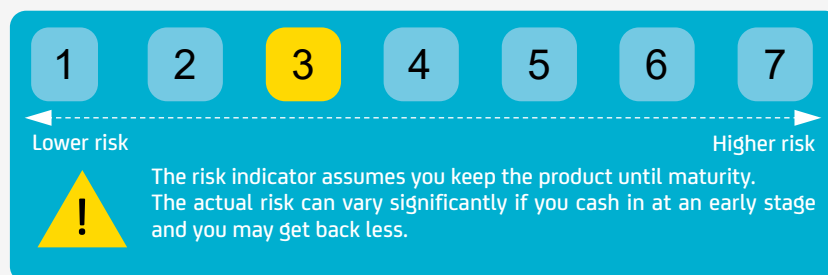 1 2 3 4 5 6 7
Lower risk Higher risk
The risk indicator assumes you keep the product until maturity.
! The actual risk can vary significantly if you cash in at an early stage
and you may get back less.